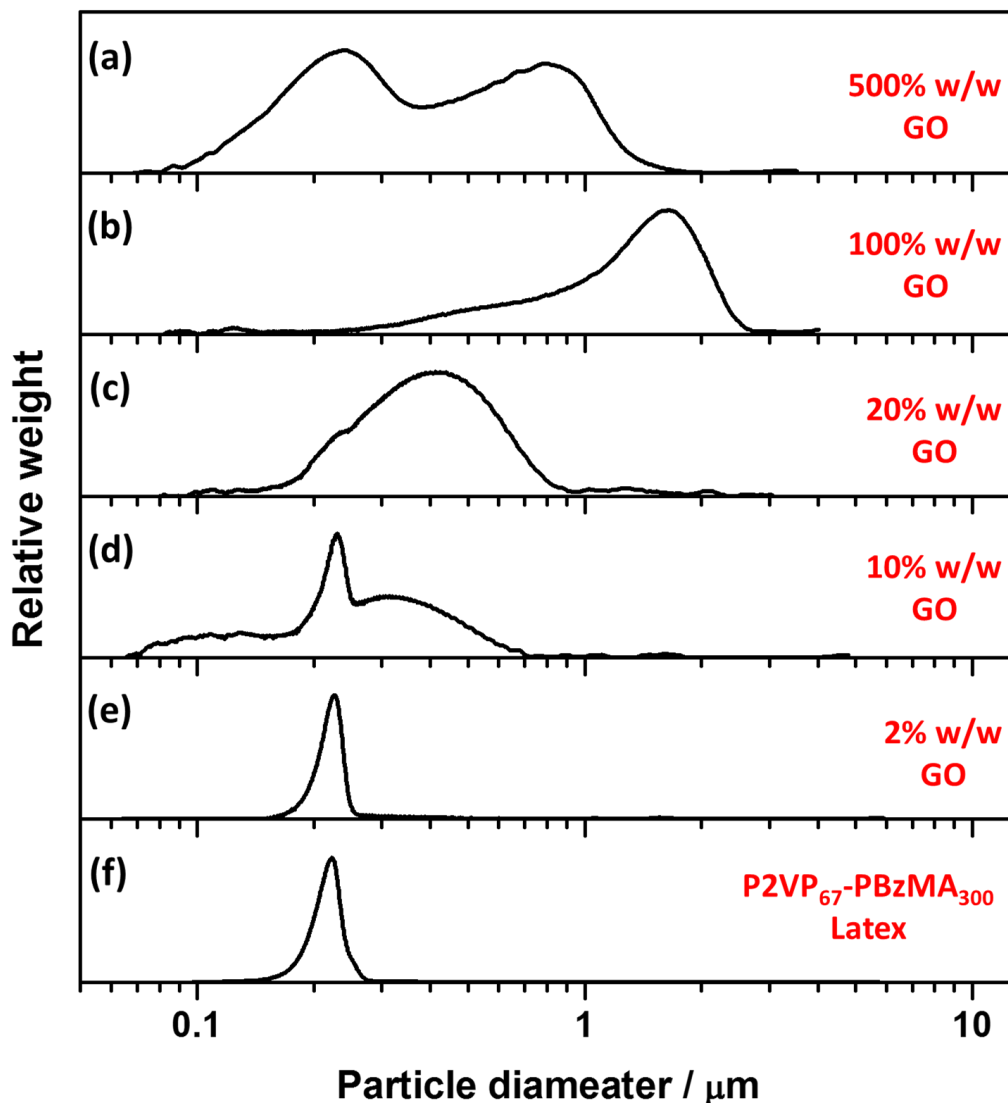 (a)
500% w/w
GO
(b)
100% w/w
GO
(c)
20% w/w
GO
(d)
10% w/w
GO
(e)
2% w/w
GO
(f)
P2VP₆₇-PBzMA₃₀₀
Latex
Relative weight
0.1 1 10
Particle diameater / μm